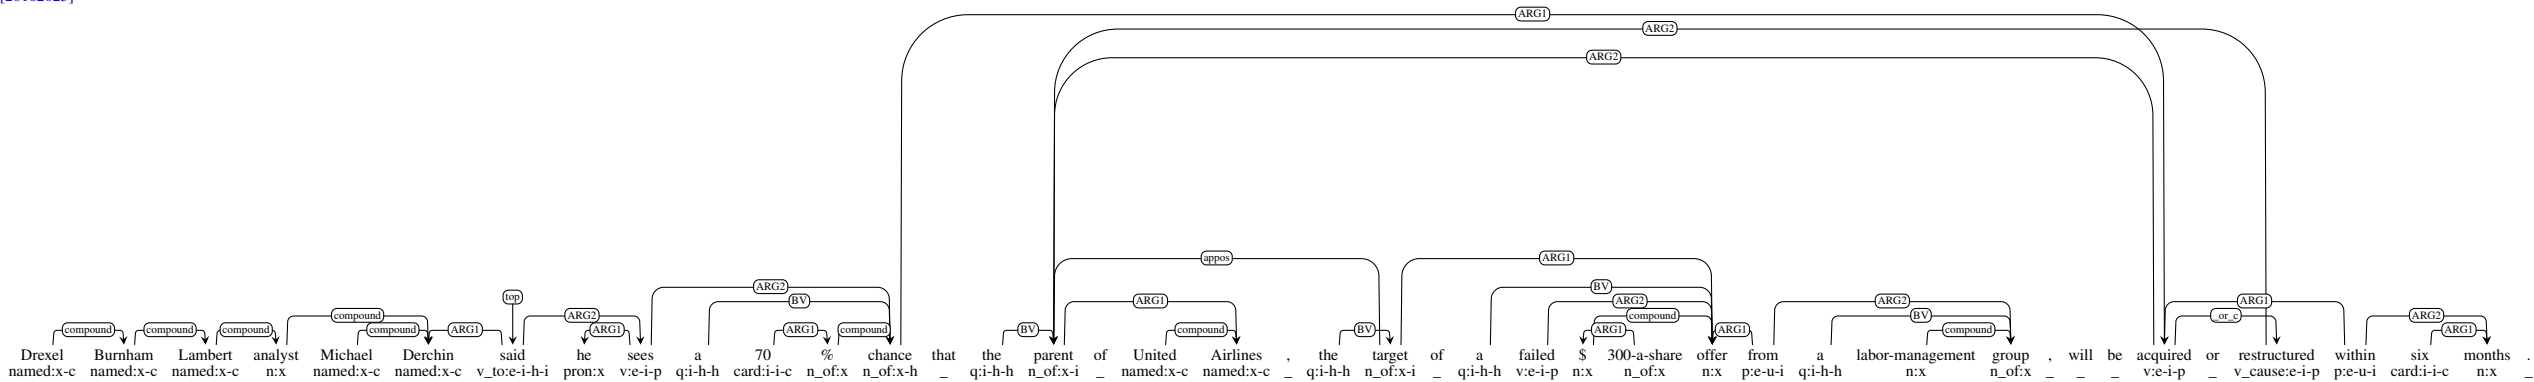 ARG1
ARG2
ARG2
appos ARG1
ARG2 BV
top BV ARG1 ARG2 ARG2 ARG1
compound ARG2 compound BV _or_c ARG2
compound compound compound compound ARG1 ARG1 ARG1 compound BV compound BV ARG1 ARG1 compound ARG1
Drexel Burnham Lambert analyst Michael Derchin said he sees a 70 % chance that the parent of United Airlines , the target of a failed $ 300-a-share offer from a labor-management group , will be acquired or restructured within six months .
named:x-c named:x-c named:x-c n:x named:x-c named:x-c v_to:e-i-h-i pron:x v:e-i-p q:i-h-h card:i-i-c n_of:x n_of:x-h _ q:i-h-h n_of:x-i _ named:x-c named:x-c _ q:i-h-h n_of:x-i _ q:i-h-h v:e-i-p n:x n_of:x n:x p:e-u-i q:i-h-h n:x n_of:x _ _ _ v:e-i-p _ v_cause:e-i-p p:e-u-i card:i-i-c n:x _